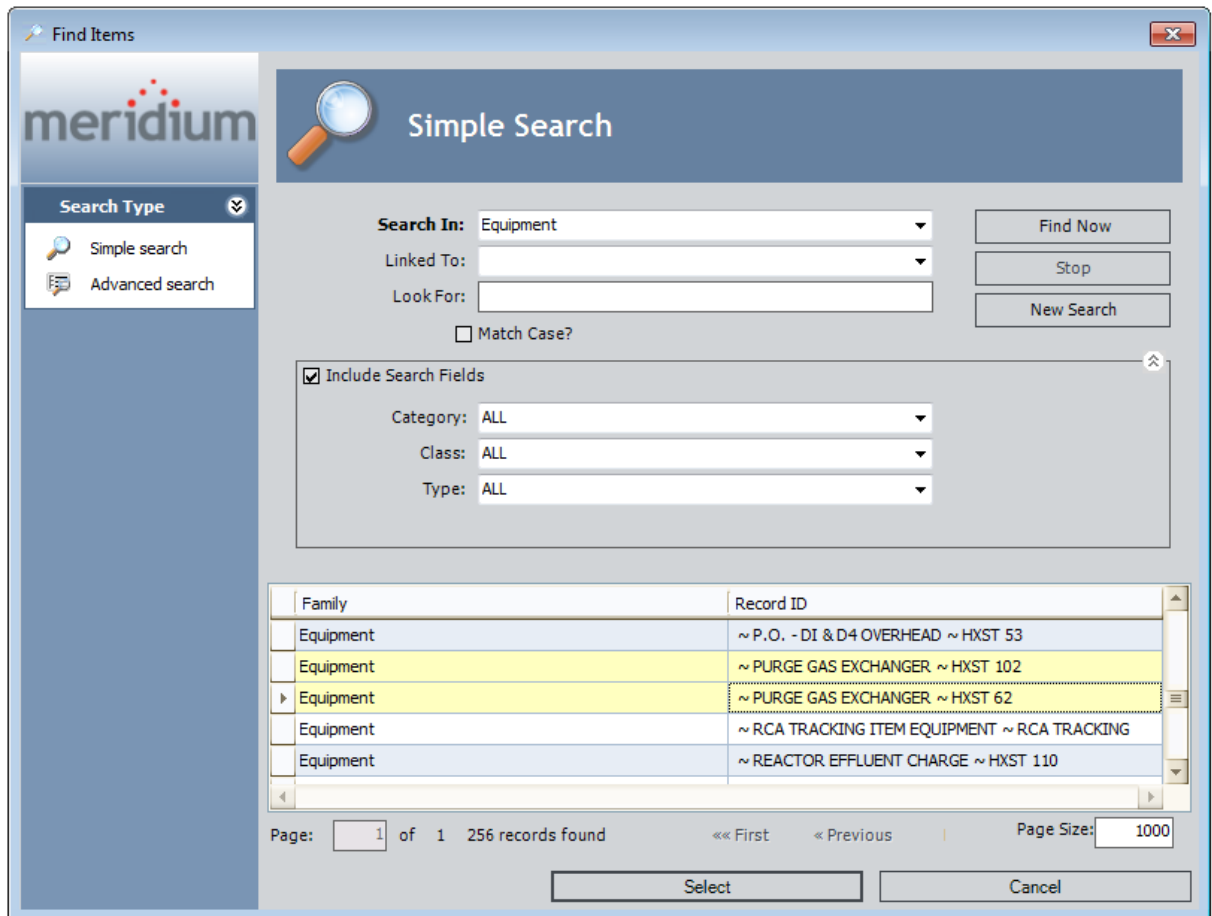 Find Items
meridium
Simple Search
Search Type
Simple search
Advanced search
Search In: Equipment
Linked To:
Look For:
Match Case?
Find Now
Stop
New Search
Include Search Fields
Category: ALL
Class: ALL
Type: ALL
Family Record ID
Equipment ~ P.O. - DI & D4 OVERHEAD ~ HXST 53
Equipment ~ PURGE GAS EXCHANGER ~ HXST 102
Equipment ~ PURGE GAS EXCHANGER ~ HXST 62
Equipment ~ RCA TRACKING ITEM EQUIPMENT ~ RCA TRACKING
Equipment ~ REACTOR EFFLUENT CHARGE ~ HXST 110
Page: 1 of 1 256 records found «« First « Previous Page Size: 1000
Select Cancel